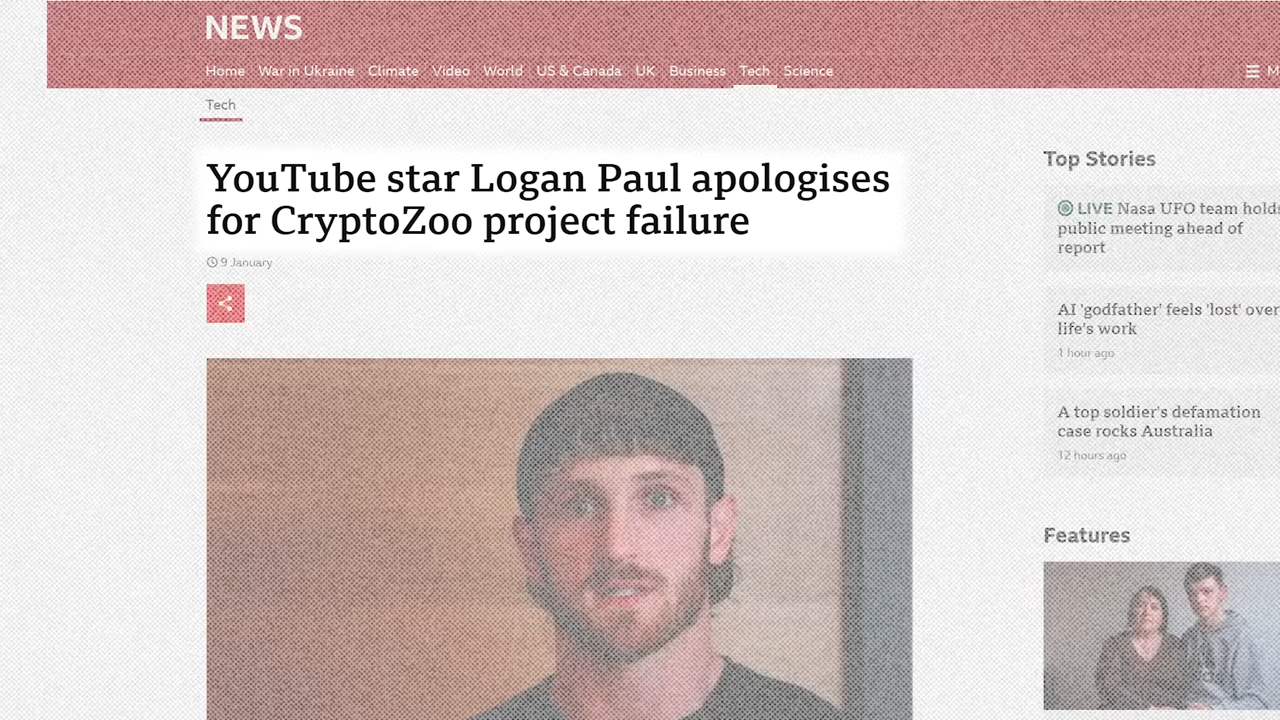 NEWS
Home War in Ukraine Climate Video World US & Canada UK Business Tech Science
M
Tech
YouTube star Logan Paul apologises
for CryptoZoo project failure
9 January
Top Stories
LIVE Nasa UFO team holds
public meeting ahead of
report
AI 'godfather' feels 'lost' over
life's work
1 hour ago
A top soldier's defamation
case rocks Australia
12 hours ago
Features